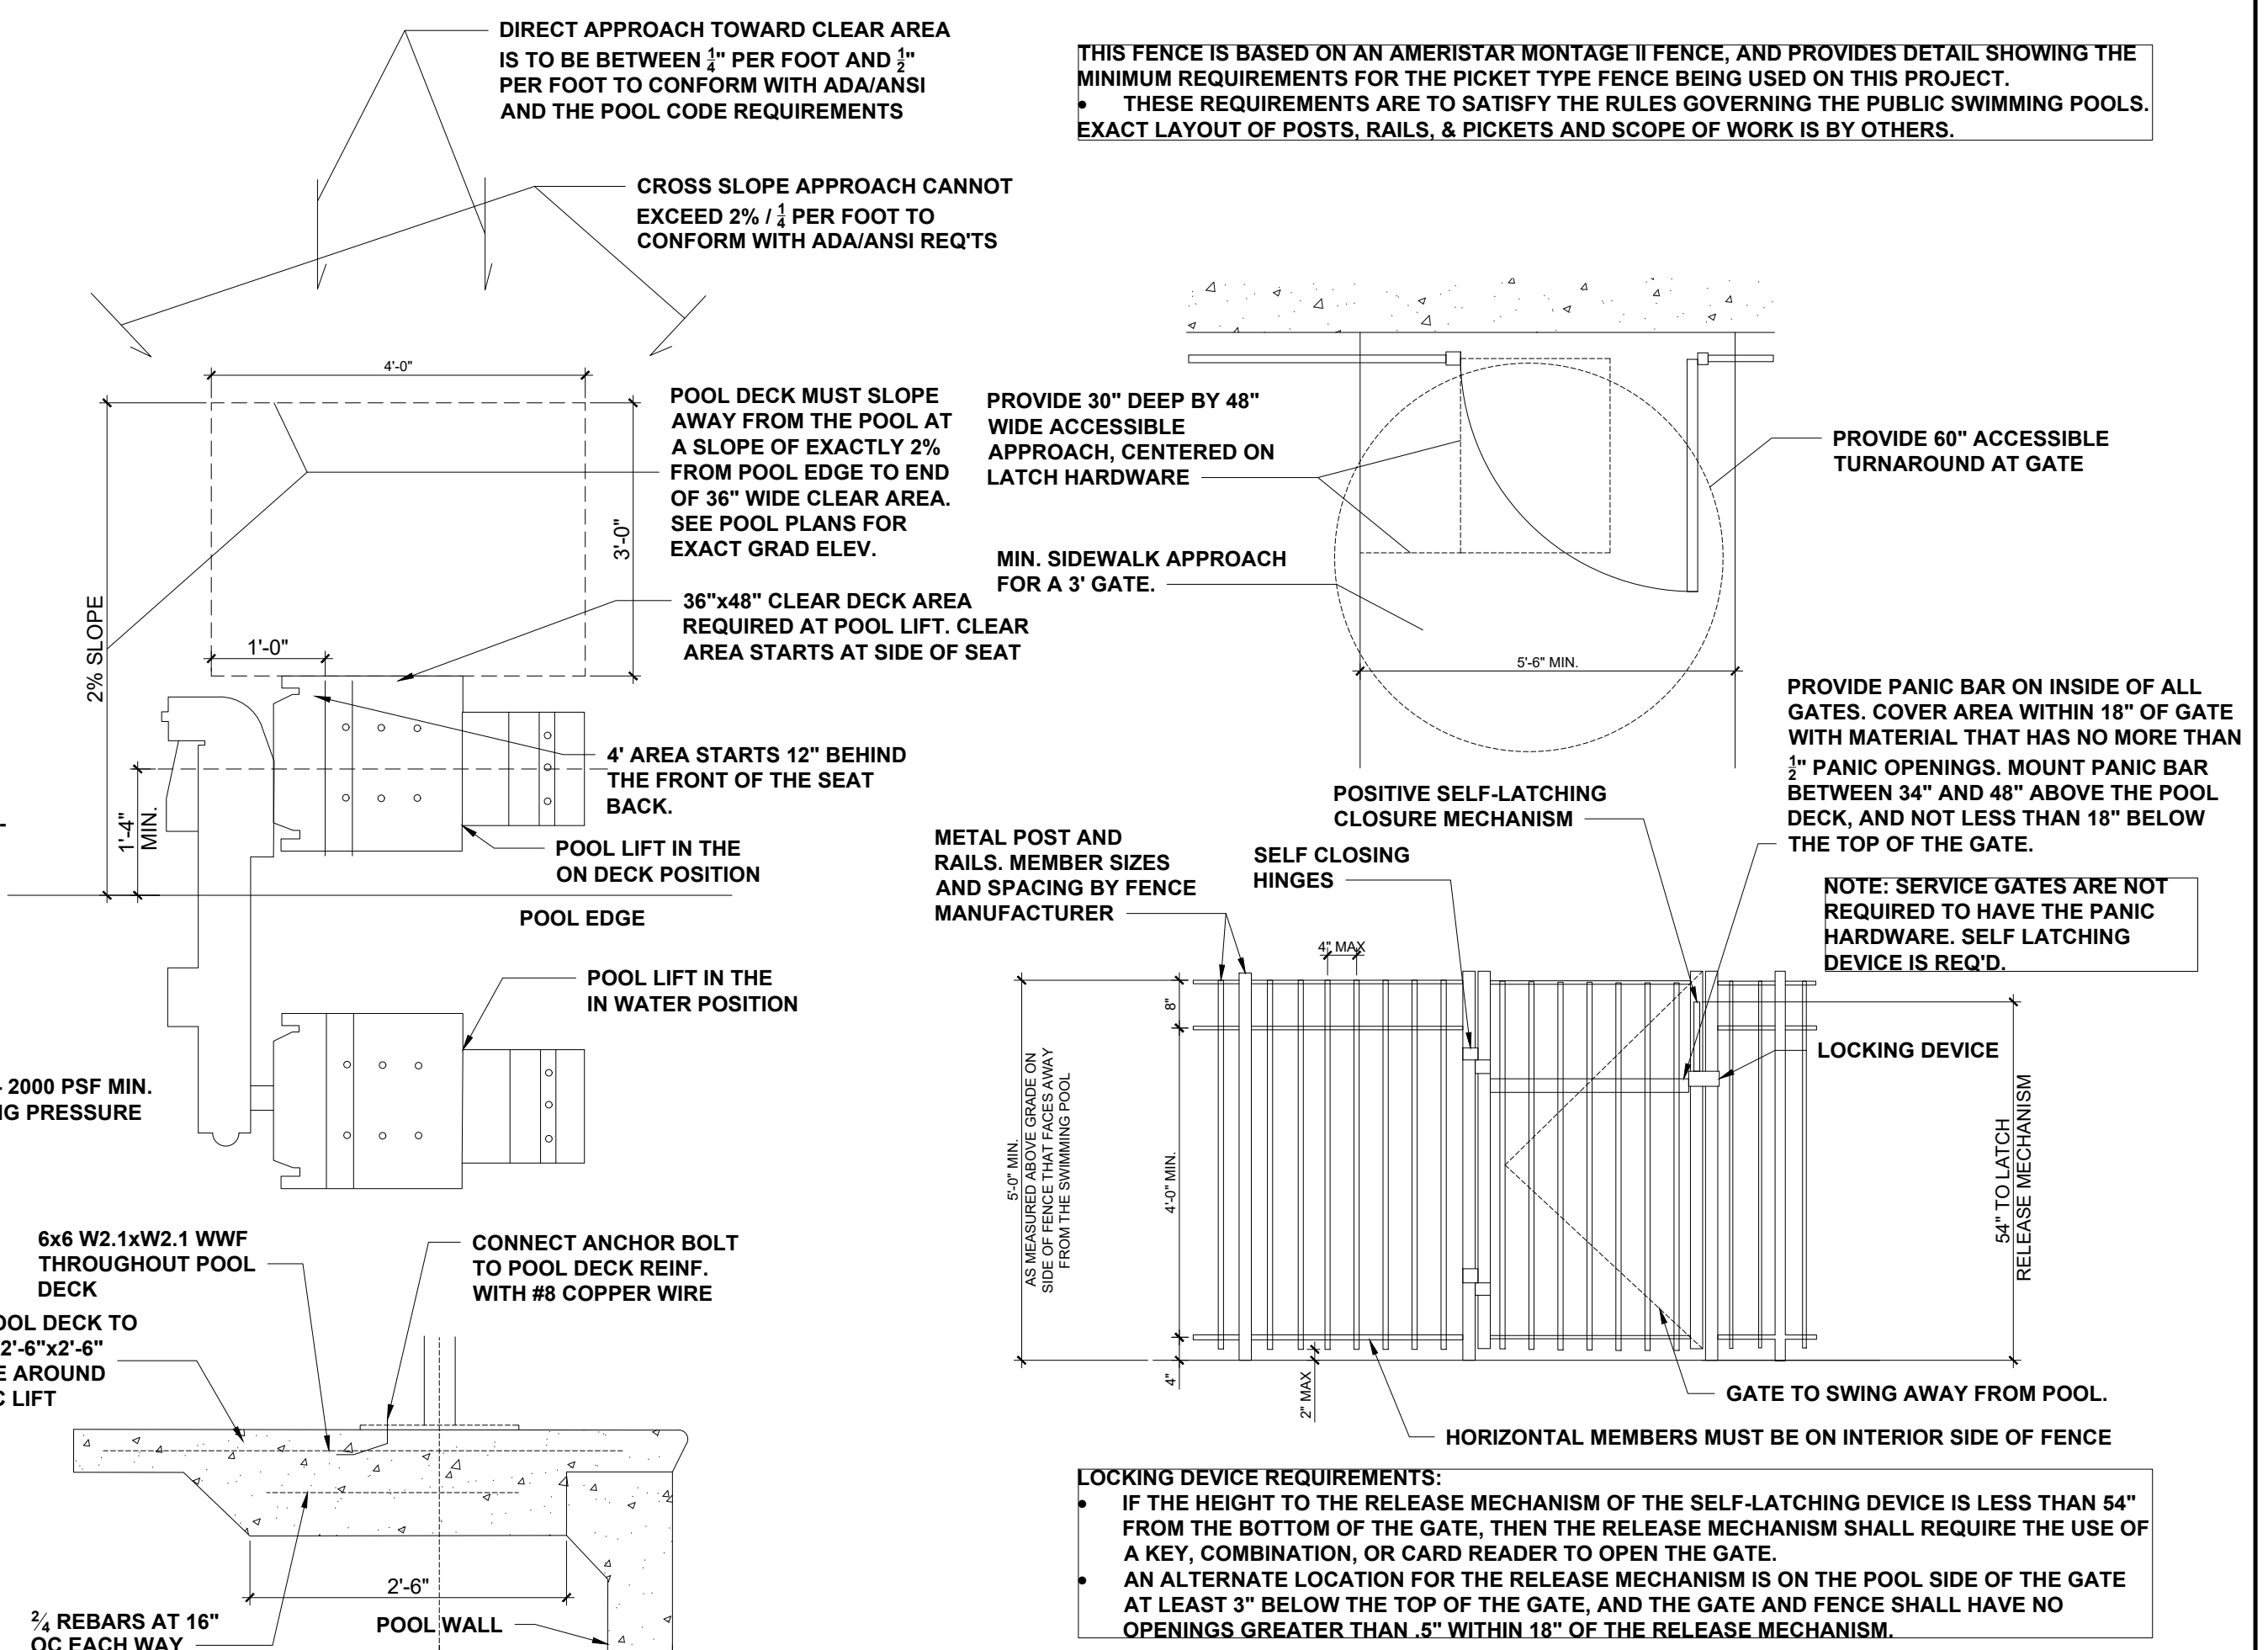 DIRECT APPROACH TOWARD CLEAR AREA
IS TO BE BETWEEN 1/4" PER FOOT AND 1/2"
PER FOOT TO CONFORM WITH ADA/ANSI
AND THE POOL CODE REQUIREMENTS
CROSS SLOPE APPROACH CANNOT
EXCEED 2% / 1/4 PER FOOT TO
CONFORM WITH ADA/ANSI REQ'TS
4'-0"
POOL DECK MUST SLOPE
AWAY FROM THE POOL AT
A SLOPE OF EXACTLY 2%
FROM POOL EDGE TO END
OF 36" WIDE CLEAR AREA.
SEE POOL PLANS FOR
EXACT GRAD ELEV.
3'-0"
2% SLOPE
36"x48" CLEAR DECK AREA
REQUIRED AT POOL LIFT. CLEAR
AREA STARTS AT SIDE OF SEAT
1'-0"
4' AREA STARTS 12" BEHIND
THE FRONT OF THE SEAT
BACK.
1'-4"
MIN.
POOL LIFT IN THE
ON DECK POSITION
POOL EDGE
POOL LIFT IN THE
IN WATER POSITION
- 2000 PSF MIN.
NG PRESSURE
6x6 W2.1xW2.1 WWF
THROUGHOUT POOL
DECK
CONNECT ANCHOR BOLT
TO POOL DECK REINF.
WITH #8 COPPER WIRE
OOL DECK TO
2'-6"x2'-6"
E AROUND
C LIFT
2'-6"
2/4 REBARS AT 16"
OC EACH WAY
POOL WALL
THIS FENCE IS BASED ON AN AMERISTAR MONTAGE II FENCE, AND PROVIDES DETAIL SHOWING THE
MINIMUM REQUIREMENTS FOR THE PICKET TYPE FENCE BEING USED ON THIS PROJECT.
• THESE REQUIREMENTS ARE TO SATISFY THE RULES GOVERNING THE PUBLIC SWIMMING POOLS.
EXACT LAYOUT OF POSTS, RAILS, & PICKETS AND SCOPE OF WORK IS BY OTHERS.
PROVIDE 30" DEEP BY 48"
WIDE ACCESSIBLE
APPROACH, CENTERED ON
LATCH HARDWARE
PROVIDE 60" ACCESSIBLE
TURNAROUND AT GATE
MIN. SIDEWALK APPROACH
FOR A 3' GATE.
5'-6" MIN.
PROVIDE PANIC BAR ON INSIDE OF ALL
GATES. COVER AREA WITHIN 18" OF GATE
WITH MATERIAL THAT HAS NO MORE THAN
1/2" PANIC OPENINGS. MOUNT PANIC BAR
BETWEEN 34" AND 48" ABOVE THE POOL
DECK, AND NOT LESS THAN 18" BELOW
THE TOP OF THE GATE.
POSITIVE SELF-LATCHING
CLOSURE MECHANISM
METAL POST AND
RAILS. MEMBER SIZES
AND SPACING BY FENCE
MANUFACTURER
SELF CLOSING
HINGES
NOTE: SERVICE GATES ARE NOT
REQUIRED TO HAVE THE PANIC
HARDWARE. SELF LATCHING
DEVICE IS REQ'D.
4" MAX
8"
LOCKING DEVICE
5'-0" MIN.
AS MEASURED ABOVE GRADE ON
SIDE OF FENCE THAT FACES AWAY
FROM THE SWIMMING POOL
4'-0" MIN.
54" TO LATCH
RELEASE MECHANISM
4"
2" MAX
GATE TO SWING AWAY FROM POOL.
HORIZONTAL MEMBERS MUST BE ON INTERIOR SIDE OF FENCE
LOCKING DEVICE REQUIREMENTS:
• IF THE HEIGHT TO THE RELEASE MECHANISM OF THE SELF-LATCHING DEVICE IS LESS THAN 54"
FROM THE BOTTOM OF THE GATE, THEN THE RELEASE MECHANISM SHALL REQUIRE THE USE OF
A KEY, COMBINATION, OR CARD READER TO OPEN THE GATE.
• AN ALTERNATE LOCATION FOR THE RELEASE MECHANISM IS ON THE POOL SIDE OF THE GATE
AT LEAST 3" BELOW THE TOP OF THE GATE, AND THE GATE AND FENCE SHALL HAVE NO
OPENINGS GREATER THAN .5" WITHIN 18" OF THE RELEASE MECHANISM.